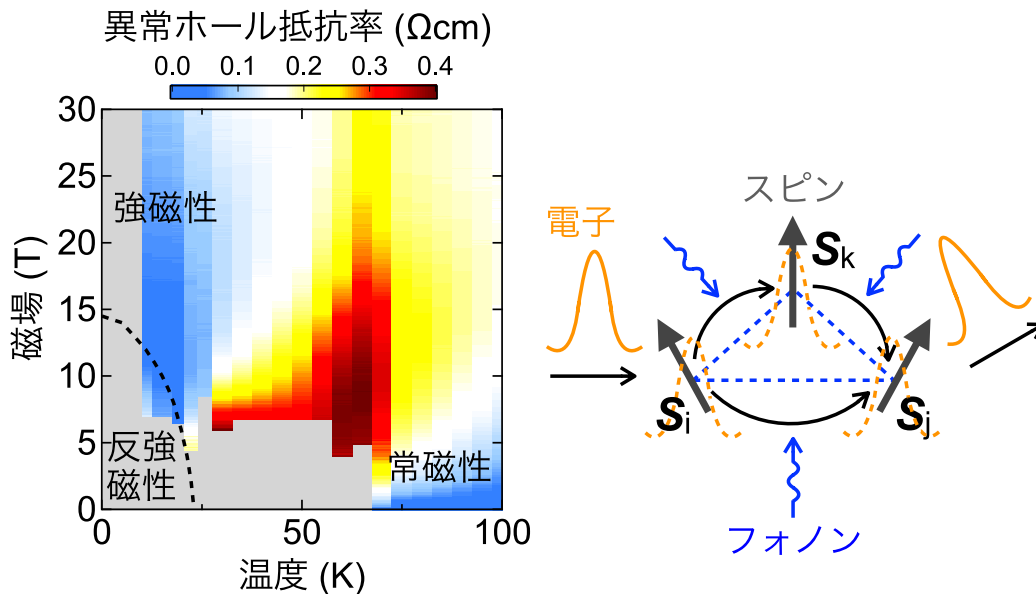 異常ホール抵抗率 (Ωcm)
0.0 0.1 0.2 0.3 0.4
30
25
20
15
10
5
0
磁場 (T)
強磁性
反強
磁性
常磁性
0 50 100
温度 (K)
スピン
電子
Sk
Si
Sj
フォノン